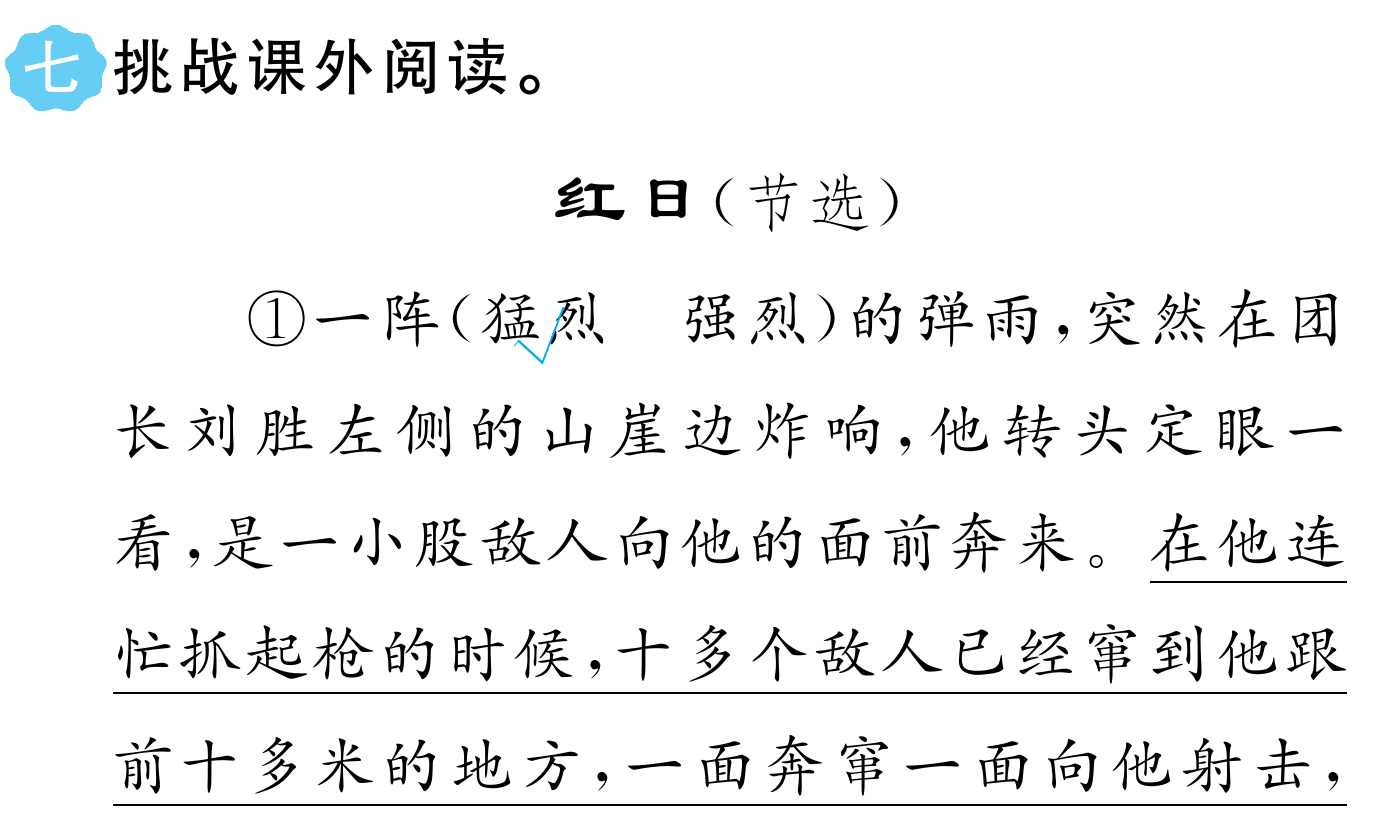 七 挑战课外阅读。
红日(节选)
①一阵(猛烈 强烈)的弹雨,突然在团
长刘胜左侧的山崖边炸响,他转头定眼一
看,是一小股敌人向他的面前奔来。在他连
忙抓起枪的时候,十多个敌人已经窜到他跟
前十多米的地方,一面奔窜一面向他射击,